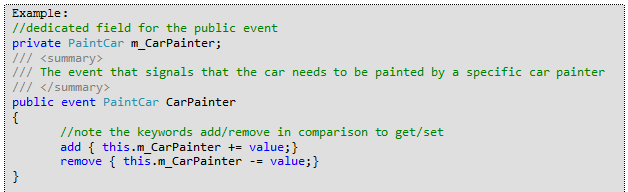 Example:
//dedicated field for the public event
private PaintCar m_CarPainter;
/// <summary>
/// The event that signals that the car needs to be painted by a specific car painter
/// </summary>
public event PaintCar CarPainter
{
//note the keywords add/remove in comparison to get/set
add { this.m_CarPainter += value;}
remove { this.m_CarPainter -= value;}
}